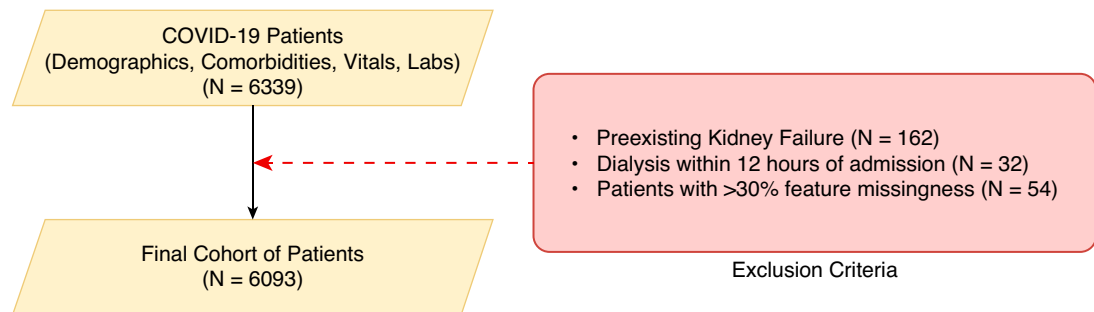 COVID-19 Patients
(Demographics, Comorbidities, Vitals, Labs)
(N = 6339)
• Preexisting Kidney Failure (N = 162)
• Dialysis within 12 hours of admission (N = 32)
• Patients with >30% feature missingness (N = 54)
Exclusion Criteria
Final Cohort of Patients
(N = 6093)